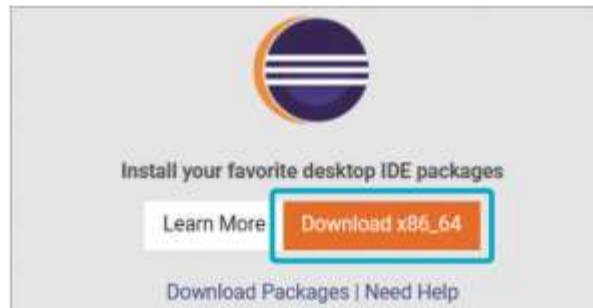 Install your favorite desktop IDE packages
Learn More Download x86_64
Download Packages | Need Help